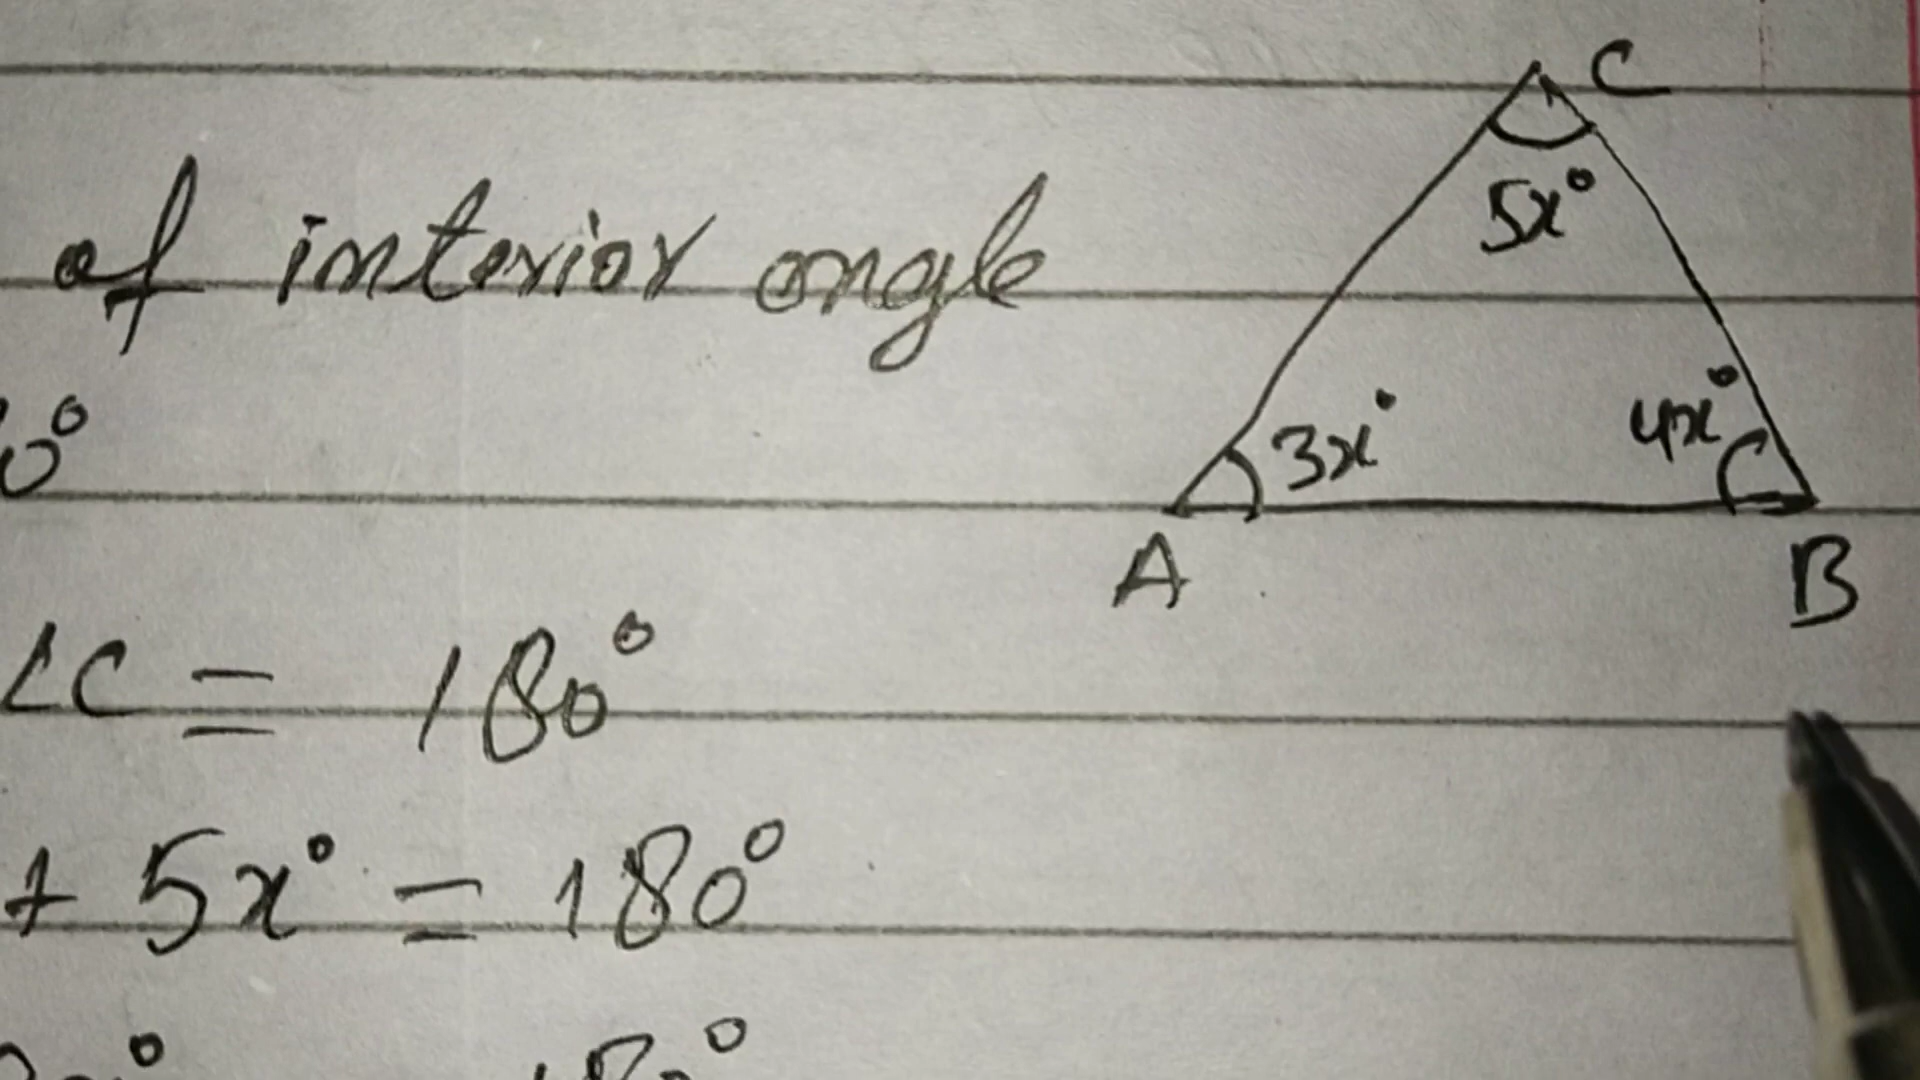 C
5x°
of interior angle
3x°
4x°
0°
A
B
∠C = 180°
+ 5x° = 180°